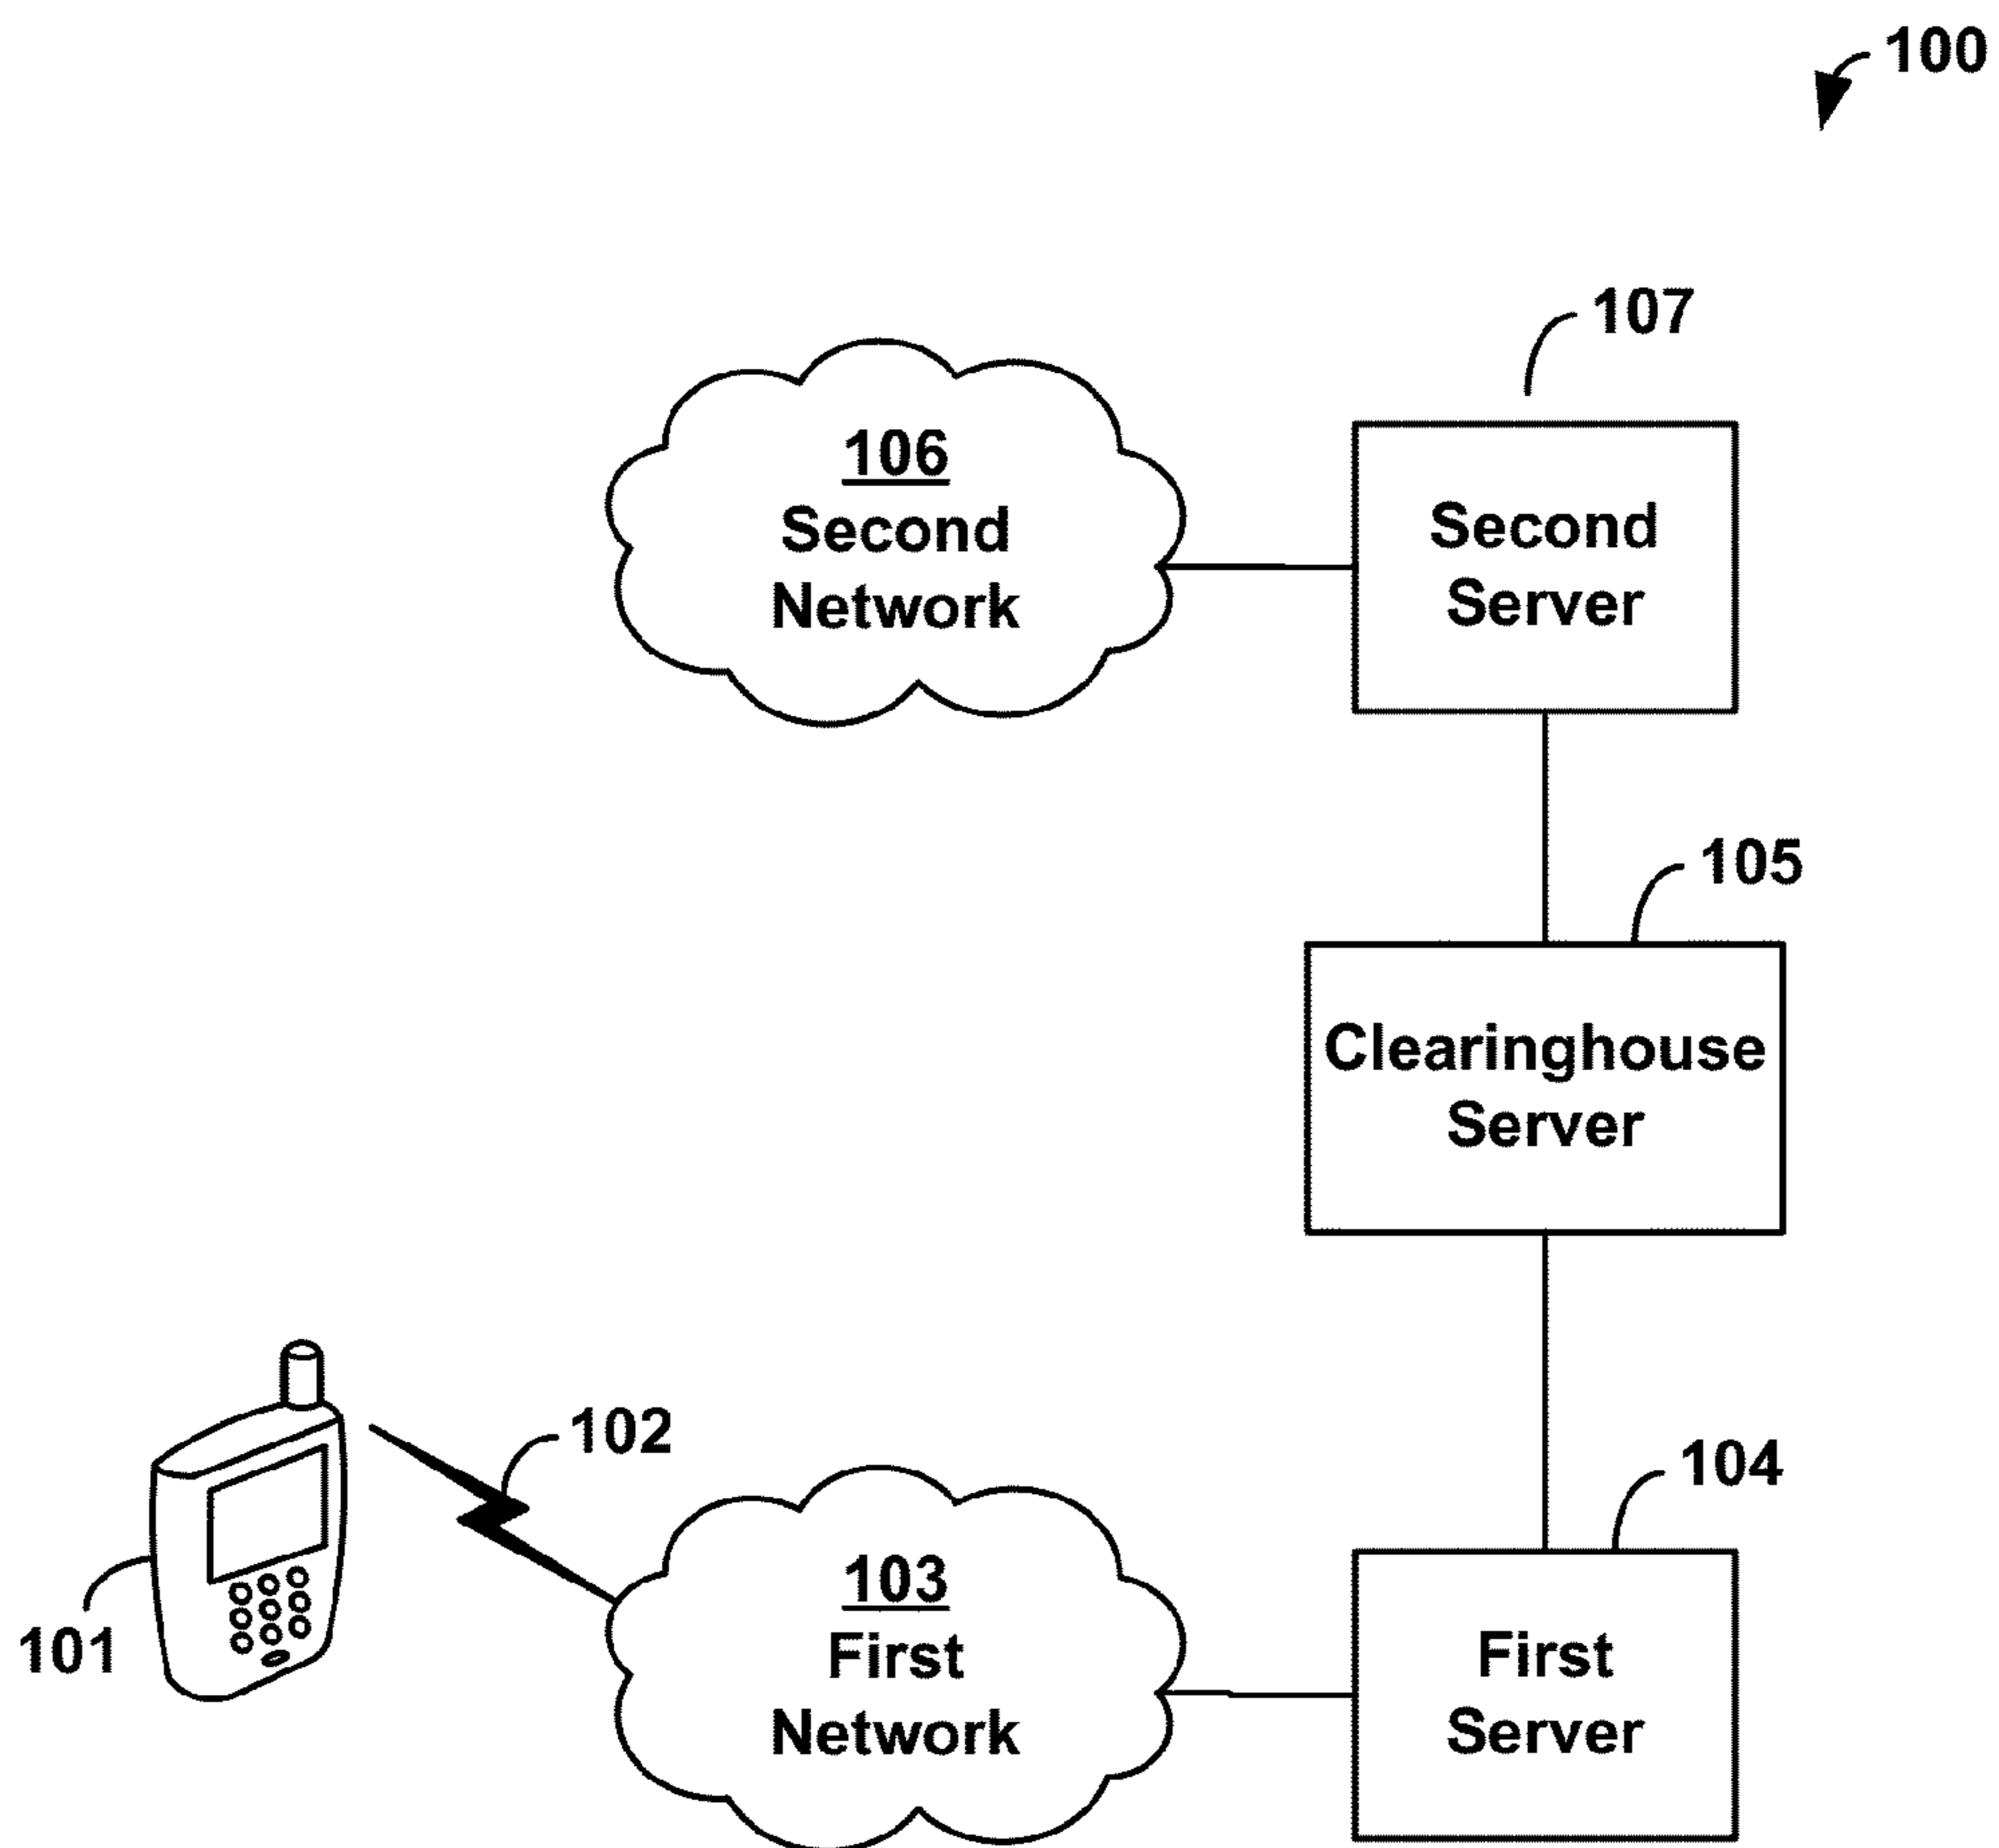 100
107
106
Second
Network
Second
Server
105
Clearinghouse
Server
102
104
103
First
Network
101
First
Server